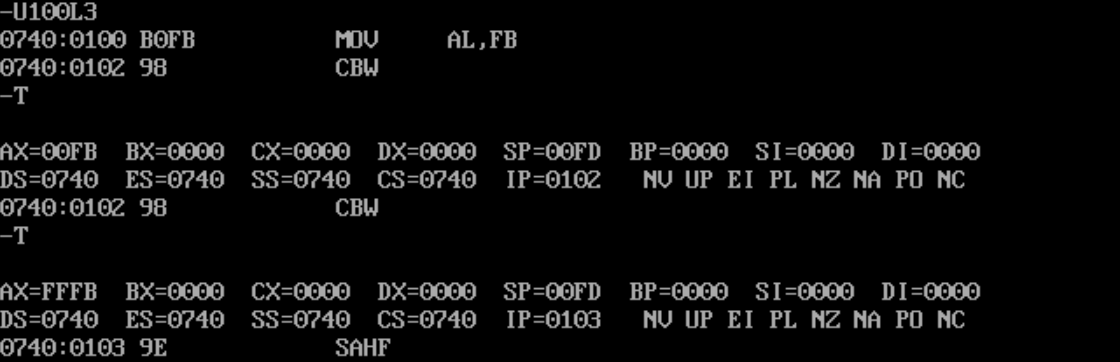 -U100L3
0740:0100 B0FB MOV AL,FB
0740:0102 98 CBW
-T
AX=00FB BX=0000 CX=0000 DX=0000 SP=00FD BP=0000 SI=0000 DI=0000
DS=0740 ES=0740 SS=0740 CS=0740 IP=0102 NV UP EI PL NZ NA PO NC
0740:0102 98 CBW
-T
AX=FFFB BX=0000 CX=0000 DX=0000 SP=00FD BP=0000 SI=0000 DI=0000
DS=0740 ES=0740 SS=0740 CS=0740 IP=0103 NV UP EI PL NZ NA PO NC
0740:0103 9E SAHF